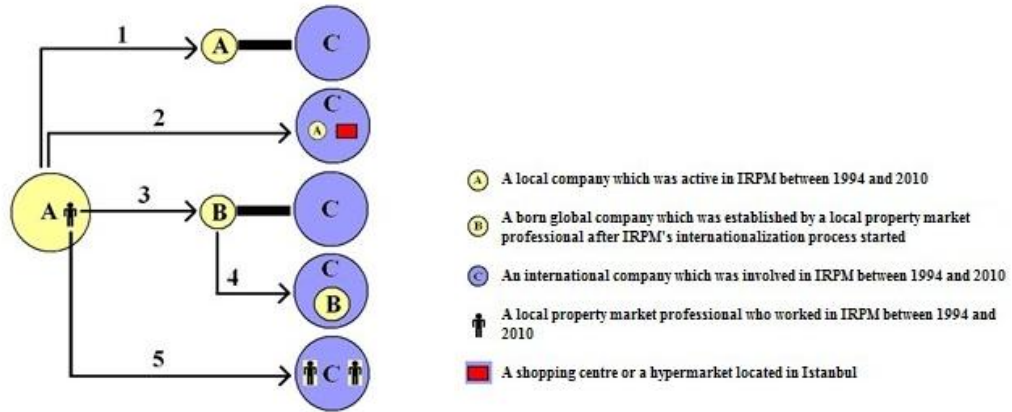 1
A
C
2
C
A
A
3
B
C
A A local company which was active in IRPM between 1994 and 2010
B A born global company which was established by a local property market
professional after IRPM's internationalization process started
4
C
B
C An international company which was involved in IRPM between 1994 and 2010
A local property market professional who worked in IRPM between 1994 and
2010
5
C
A shopping centre or a hypermarket located in Istanbul